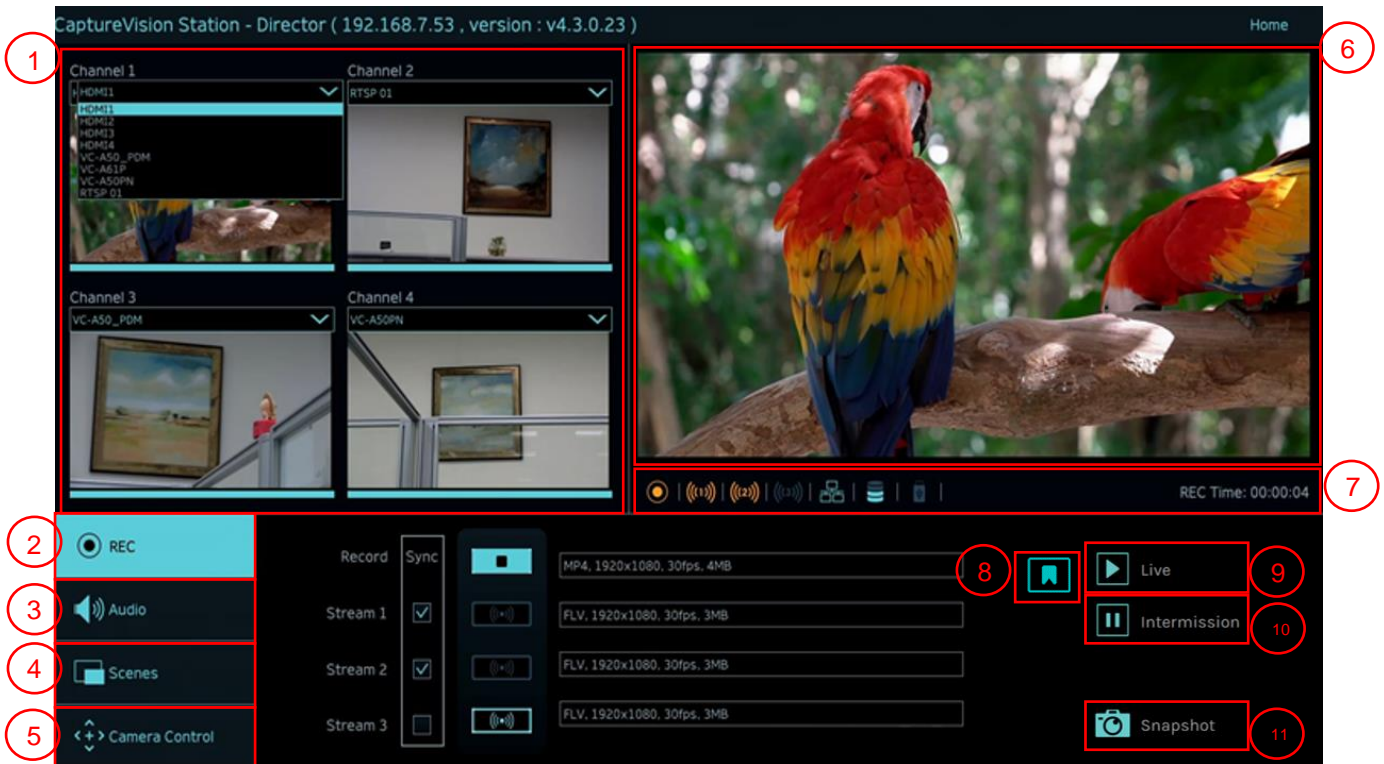 CaptureVision Station - Director ( 192.168.7.53 , version : v4.3.0.23 )
Home
1
6
Channel 1
Channel 2
HDMI1
RTSP 01
HDMI1
HDMI2
HDMI3
HDMI4
VC-A50_PDM
VC-A61P
VC-A50PN
RTSP 01
Channel 3
Channel 4
VC-A50_PDM
VC-A50PN
((1)) ((2)) ((3))
REC Time: 00:00:04
7
2
REC
Record
Sync
MP4, 1920x1080, 30fps, 4MB
8
Live
9
3
Audio
Stream 1
FLV, 1920x1080, 30fps, 3MB
Intermission
10
4
Scenes
Stream 2
FLV, 1920x1080, 30fps, 3MB
5
Camera Control
Stream 3
FLV, 1920x1080, 30fps, 3MB
Snapshot
11